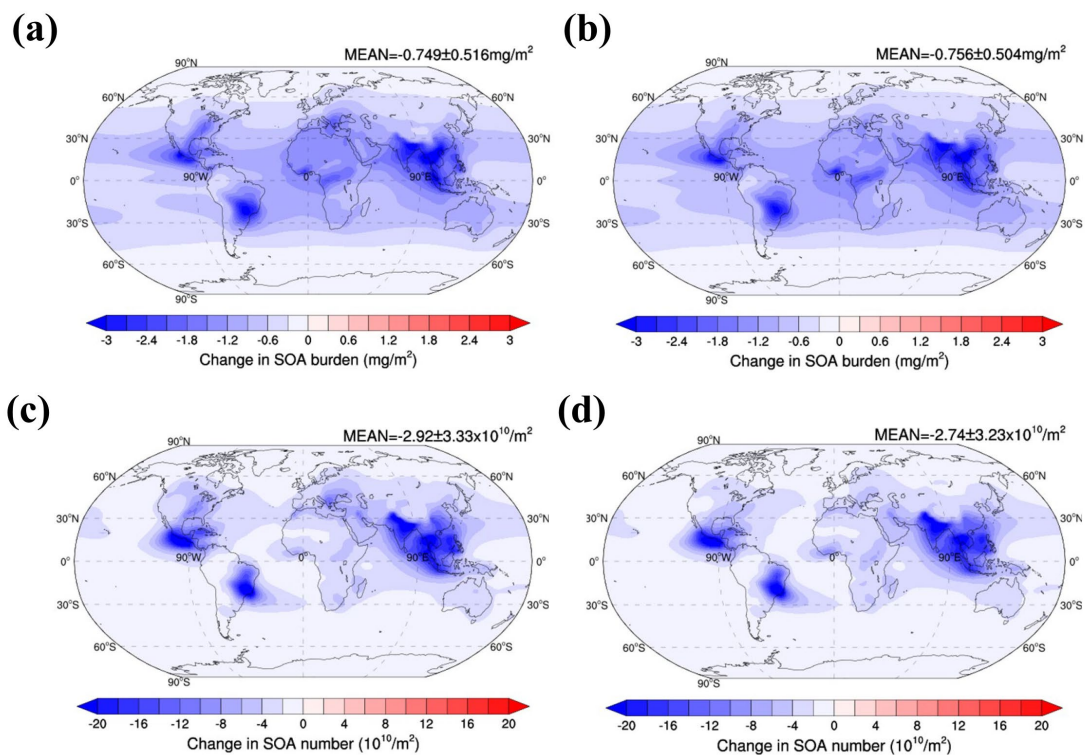 (a)
MEAN=-0.749±0.516mg/m²
90°N
60°N
30°N
0°
30°S
60°S
90°S
90°W
0°
90°E
30°N
0°
30°S
60°S
-3 -2.4 -1.8 -1.2 -0.6 0 0.6 1.2 1.8 2.4 3
Change in SOA burden (mg/m²)
(b)
MEAN=-0.756±0.504mg/m²
90°N
60°N
30°N
0°
30°S
60°S
90°S
90°W
0°
90°E
30°N
0°
30°S
60°S
-3 -2.4 -1.8 -1.2 -0.6 0 0.6 1.2 1.8 2.4 3
Change in SOA burden (mg/m²)
(c)
MEAN=-2.92±3.33x10¹⁰/m²
90°N
60°N
30°N
0°
30°S
60°S
90°S
90°W
0°
90°E
30°N
0°
30°S
60°S
-20 -16 -12 -8 -4 0 4 8 12 16 20
Change in SOA number (10¹⁰/m²)
(d)
MEAN=-2.74±3.23x10¹⁰/m²
90°N
60°N
30°N
0°
30°S
60°S
90°S
90°W
0°
90°E
30°N
0°
30°S
60°S
-20 -16 -12 -8 -4 0 4 8 12 16 20
Change in SOA number (10¹⁰/m²)